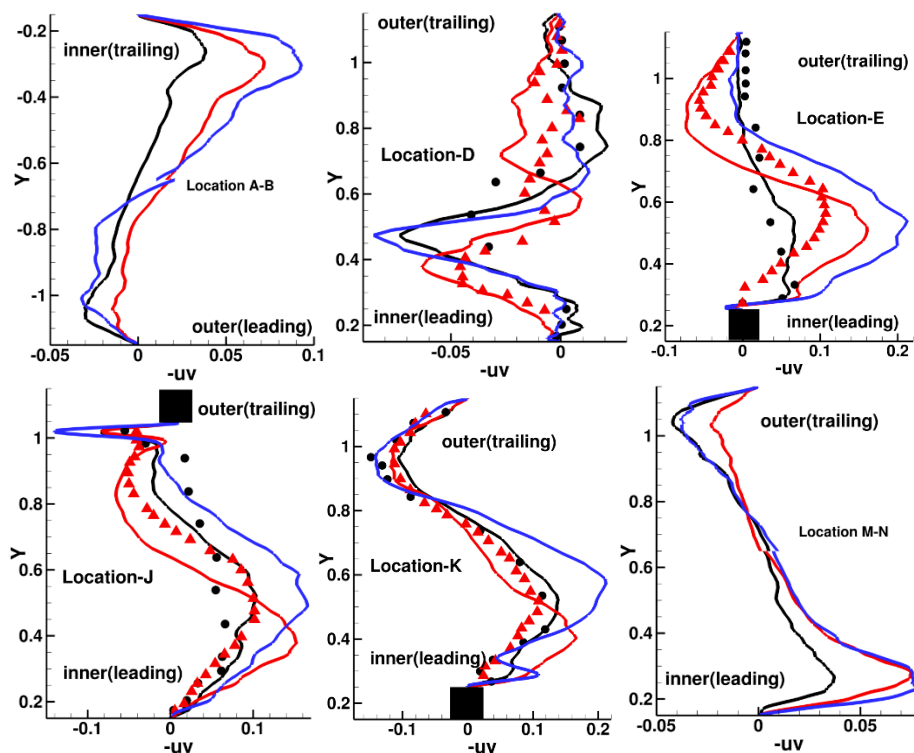 -0.2
-0.4
-0.6
-0.8
-1
Y
inner(trailing)
Location A-B
outer(leading)
-0.05
0
0.05
0.1
-uv
outer(trailing)
1
0.8
0.6
0.4
0.2
Y
Location-D
inner(leading)
-0.05
0
-uv
outer(trailing)
1
0.8
0.6
0.4
0.2
Y
Location-E
inner(leading)
-0.1
0
0.1
0.2
-uv
outer(trailing)
1
0.8
0.6
0.4
0.2
Y
Location-J
inner(leading)
-0.1
0
0.1
-uv
outer(trailing)
1
0.8
0.6
0.4
0.2
Y
Location-K
inner(leading)
-0.1
0
0.1
0.2
-uv
outer(trailing)
1
0.8
0.6
0.4
0.2
Y
Location M-N
inner(leading)
-0.05
0
0.05
-uv